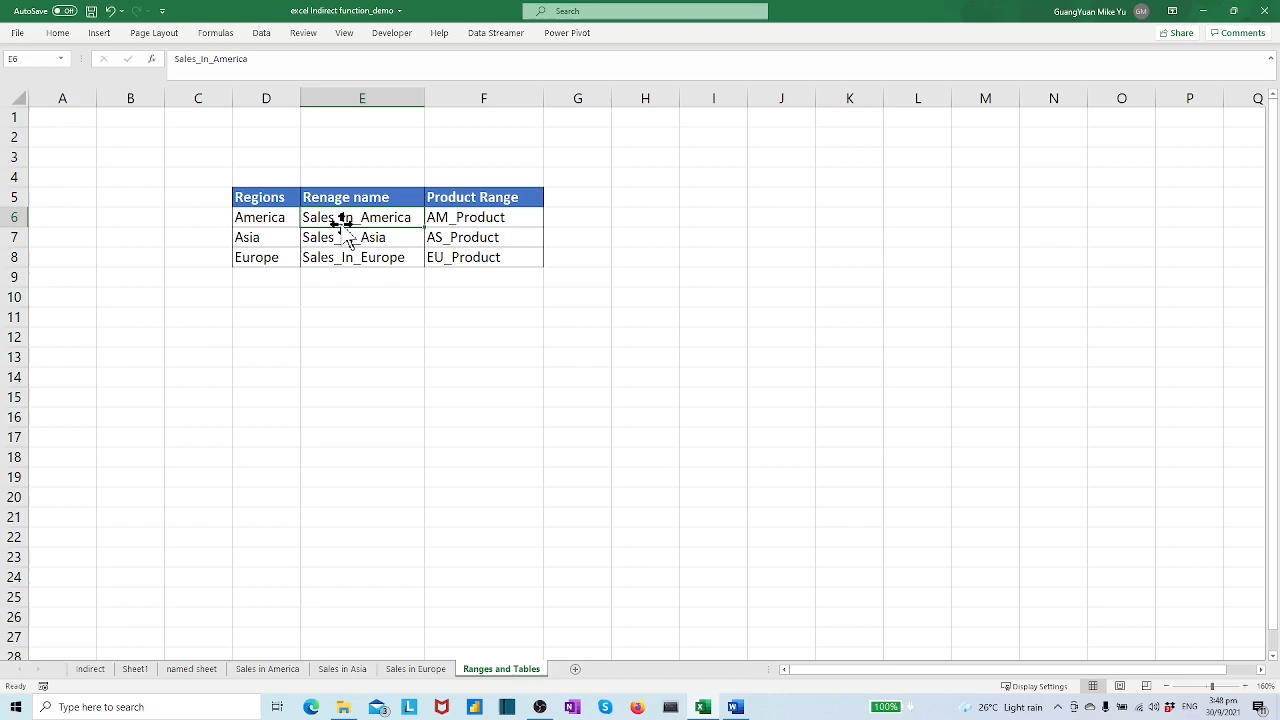 AutoSave Off excel Indirect function_demo Search GuangYuan Mike Yu GM
File Home Insert Page Layout Formulas Data Review View Developer Help Data Streamer Power Pivot Share Comments
E6 fx Sales_In_America
A B C D E F G H I J K L M N O P Q
1
2
3
4
5 Regions Renage name Product Range
6 America Sales_In_America AM_Product
7 Asia Sales_In_Asia AS_Product
8 Europe Sales_In_Europe EU_Product
9
10
11
12
13
14
15
16
17
18
19
20
21
22
23
24
25
26
27
28
Indirect Sheet1 named sheet Sales in America Sales in Asia Sales in Europe Ranges and Tables
Ready Display Settings 160%
Type here to search 3 L 100% 26°C Light rain ENG 3:48 pm
30/9/2021